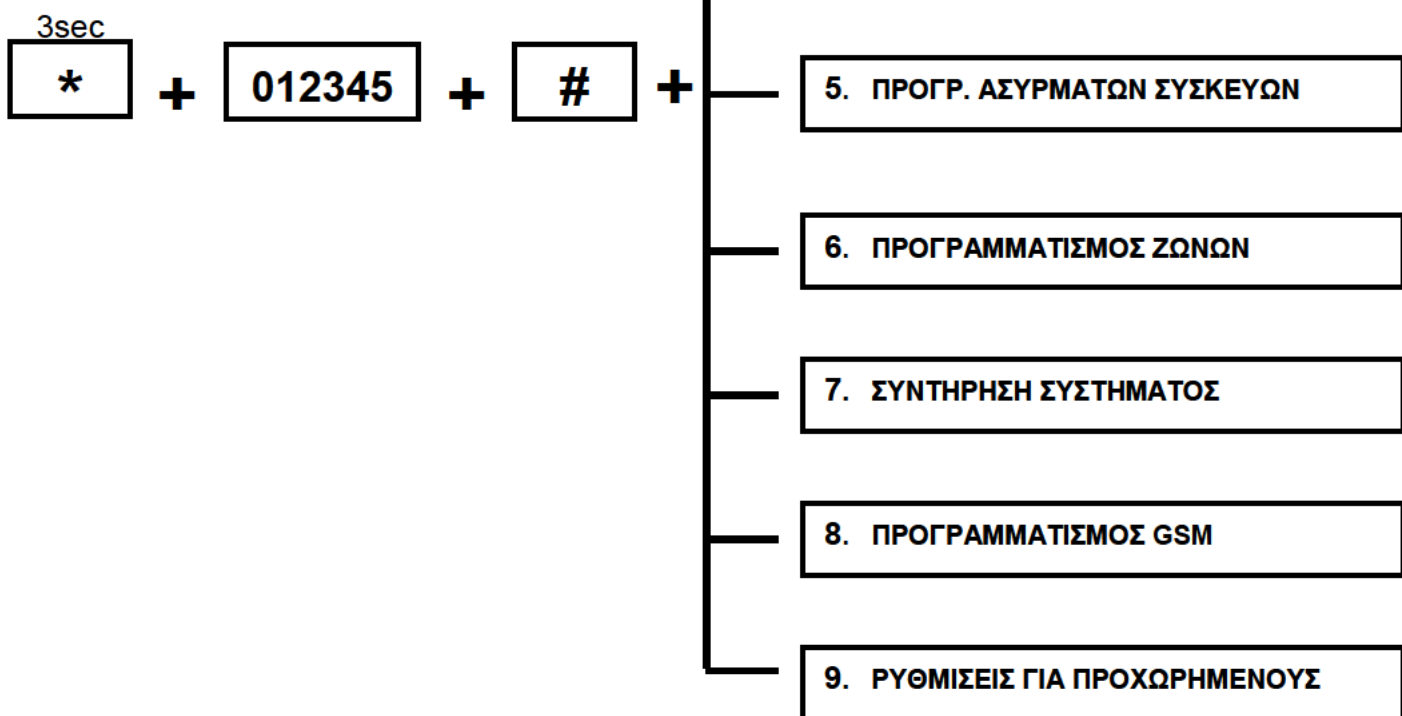 3sec
* + 012345 + # +
5. ΠΡΟΓΡ. ΑΣΥΡΜΑΤΩΝ ΣΥΣΚΕΥΩΝ
6. ΠΡΟΓΡΑΜΜΑΤΙΣΜΟΣ ΖΩΝΩΝ
7. ΣΥΝΤΗΡΗΣΗ ΣΥΣΤΗΜΑΤΟΣ
8. ΠΡΟΓΡΑΜΜΑΤΙΣΜΟΣ GSM
9. ΡΥΘΜΙΣΕΙΣ ΓΙΑ ΠΡΟΧΩΡΗΜΕΝΟΥΣ